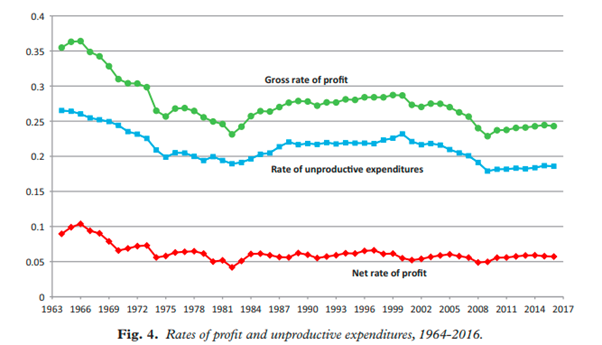 0.4
0.35
0.3
0.25
0.2
0.15
0.1
0.05
0
Gross rate of profit
Rate of unproductive expenditures
Net rate of profit
1963 1966 1969 1972 1975 1978 1981 1984 1987 1990 1993 1996 1999 2002 2005 2008 2011 2014 2017
Fig. 4. Rates of profit and unproductive expenditures, 1964-2016.